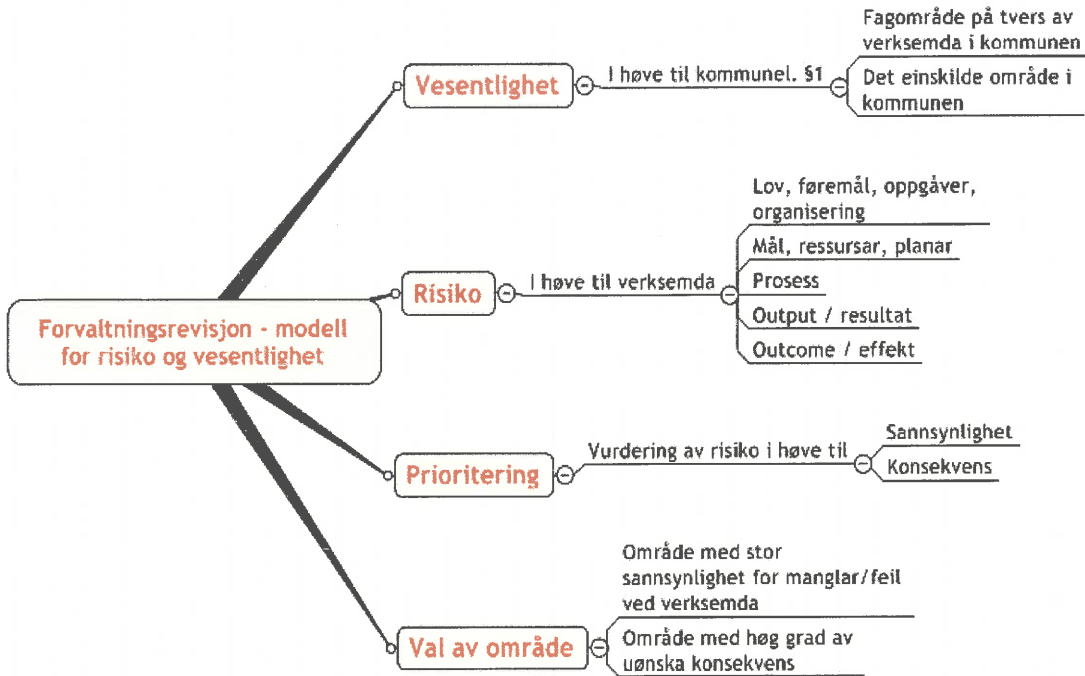 Forvaltningsrevisjon - modell
for risiko og vesentlighet
Vesentlighet
I høve til kommunel. §1
Fagområde på tvers av
verksemda i kommunen
Det einskilde område i
kommunen
Risiko
I høve til verksemda
Lov, føremål, oppgåver,
organisering
Mål, ressursar, planar
Prosess
Output / resultat
Outcome / effekt
Prioritering
Vurdering av risiko i høve til
Sannsynlighet
Konsekvens
Val av område
Område med stor
sannsynlighet for manglar/feil
ved verksemda
Område med høg grad av
uønska konsekvens